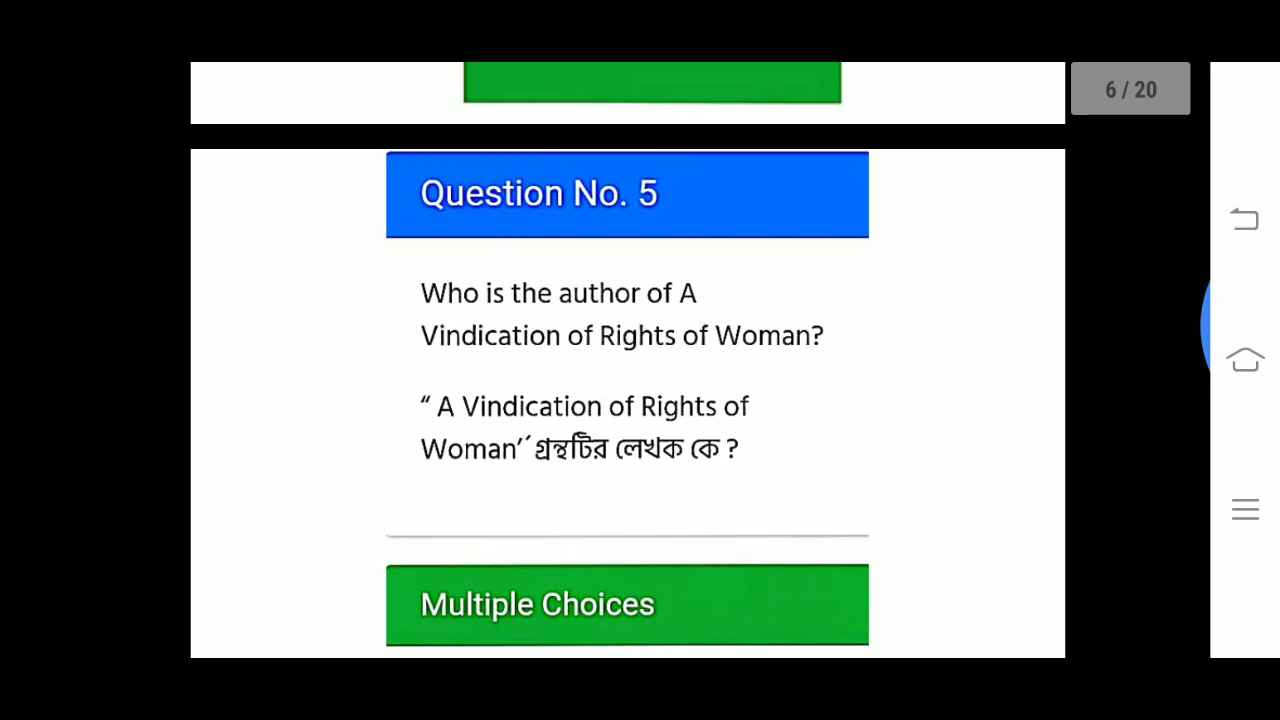 6 / 20
Question No. 5
Who is the author of A
Vindication of Rights of Woman?
“ A Vindication of Rights of
Woman’´ গ্রন্থটির লেখক কে ?
Multiple Choices